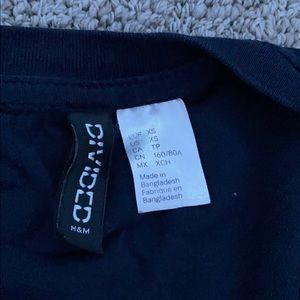 DIVIDED
H&M
EUR XS
US XS
CA TP
CN 160/80A
MX XCH
Made in
Bangladesh
Fabriqué en
Bangladesh